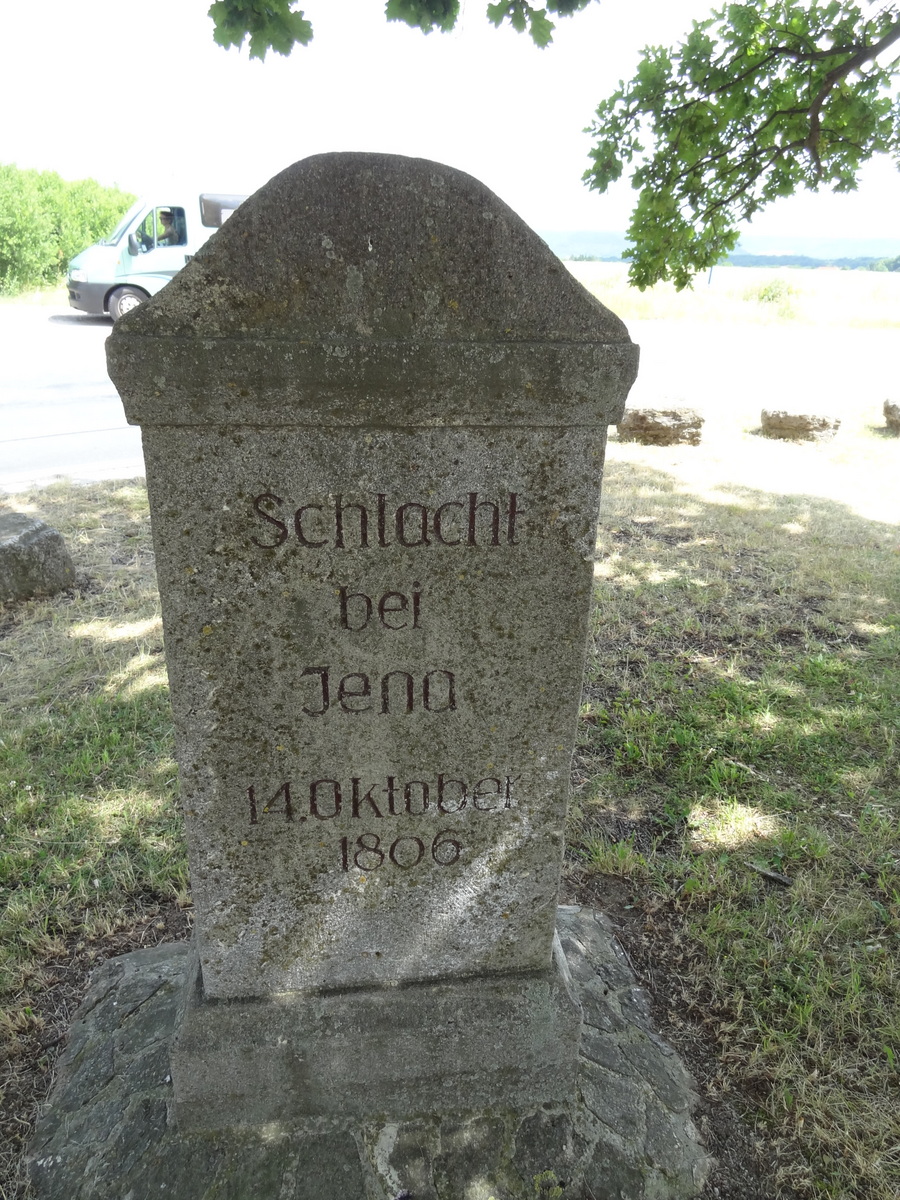 Schlacht
bei
Jena
14. Oktober
1806